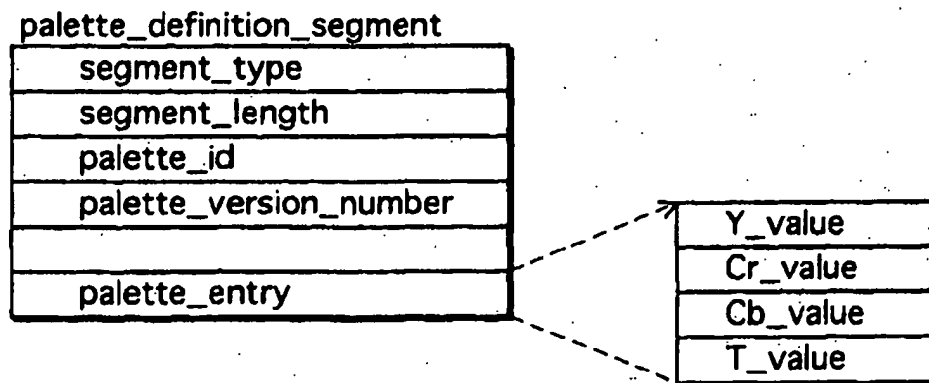 palette_definition_segment
segment_type
segment_length
palette_id
palette_version_number
palette_entry
Y_value
Cr_value
Cb_value
T_value